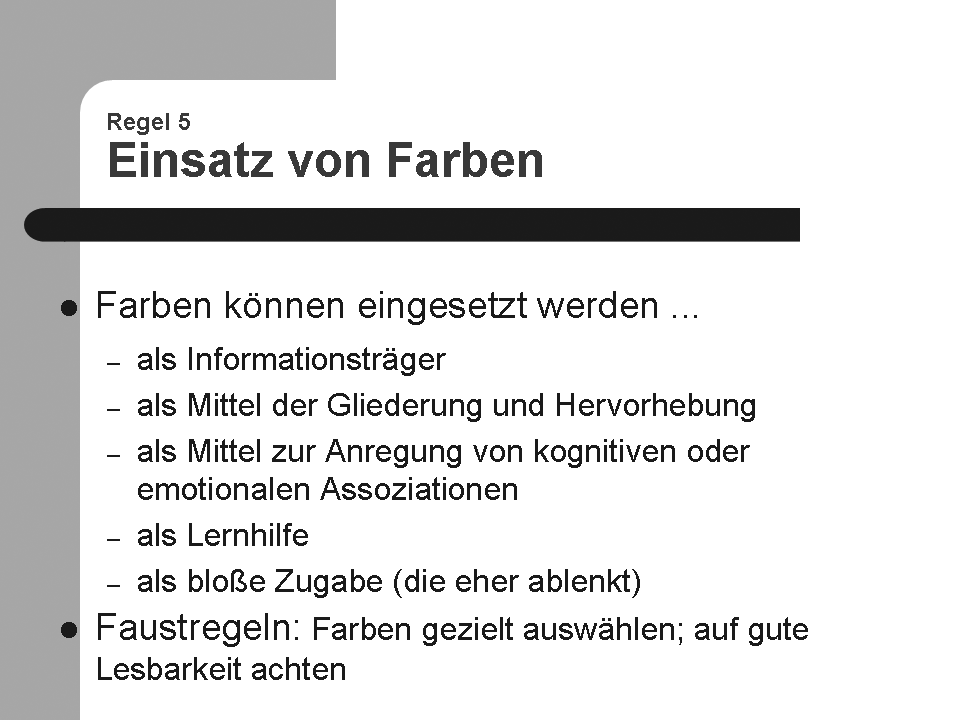 Regel 5
Einsatz von Farben
● Farben können eingesetzt werden ...
– als Informationsträger
– als Mittel der Gliederung und Hervorhebung
– als Mittel zur Anregung von kognitiven oder
emotionalen Assoziationen
– als Lernhilfe
– als bloße Zugabe (die eher ablenkt)
● Faustregeln: Farben gezielt auswählen; auf gute
Lesbarkeit achten